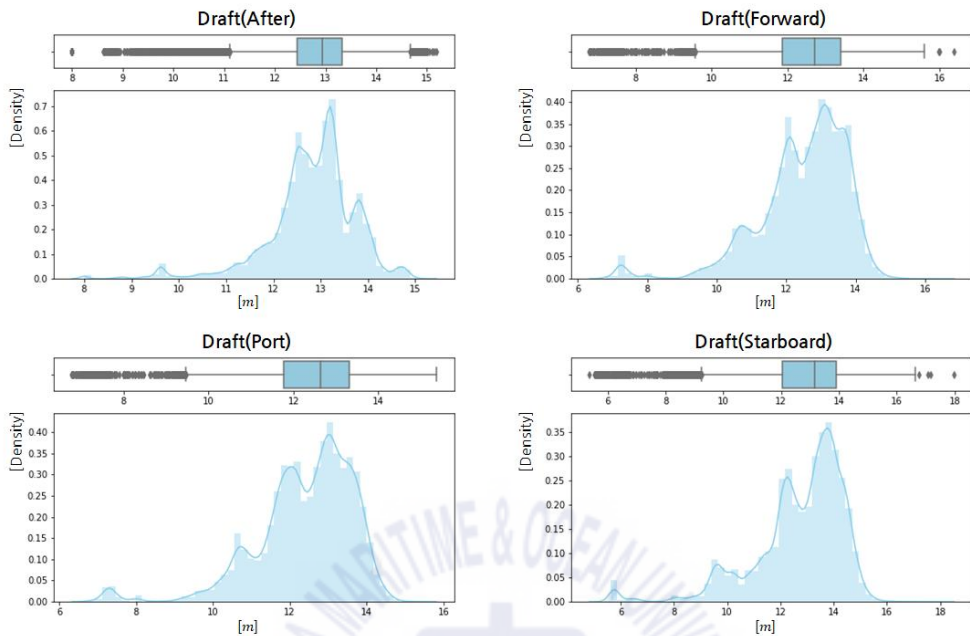 Draft(After)
8 9 10 11 12 13 14 15
[Density]
0.7
0.6
0.5
0.4
0.3
0.2
0.1
0.0
8 9 10 11 12 13 14 15
[m]
Draft(Forward)
8 10 12 14 16
[Density]
0.40
0.35
0.30
0.25
0.20
0.15
0.10
0.05
0.00
6 8 10 12 14 16
[m]
Draft(Port)
8 10 12 14
[Density]
0.40
0.35
0.30
0.25
0.20
0.15
0.10
0.05
0.00
6 8 10 12 14 16
[m]
Draft(Starboard)
6 8 10 12 14 16 18
[Density]
0.35
0.30
0.25
0.20
0.15
0.10
0.05
0.00
6 8 10 12 14 16 18
[m]
MARITIME & OCEAN